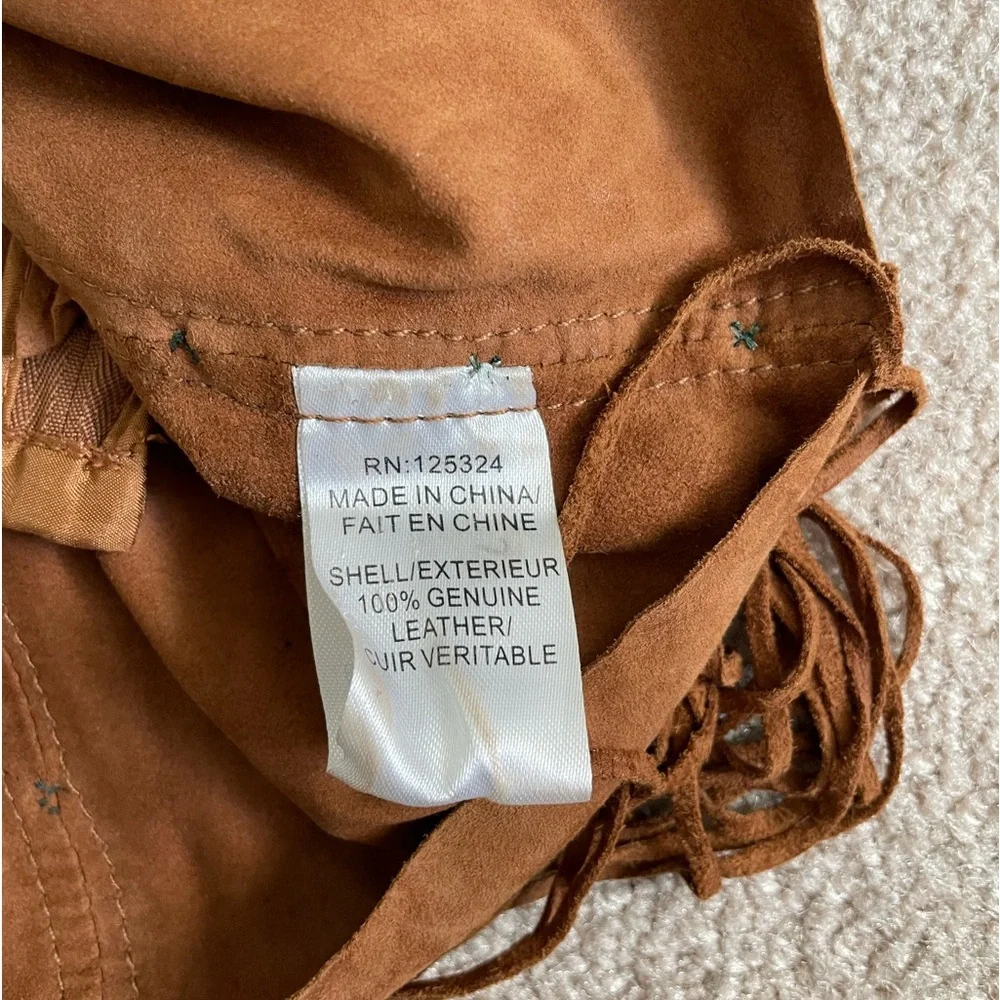 RN:125324
MADE IN CHINA/
FAIT EN CHINE
SHELL/EXTERIEUR
100% GENUINE
LEATHER/
CUIR VERITABLE